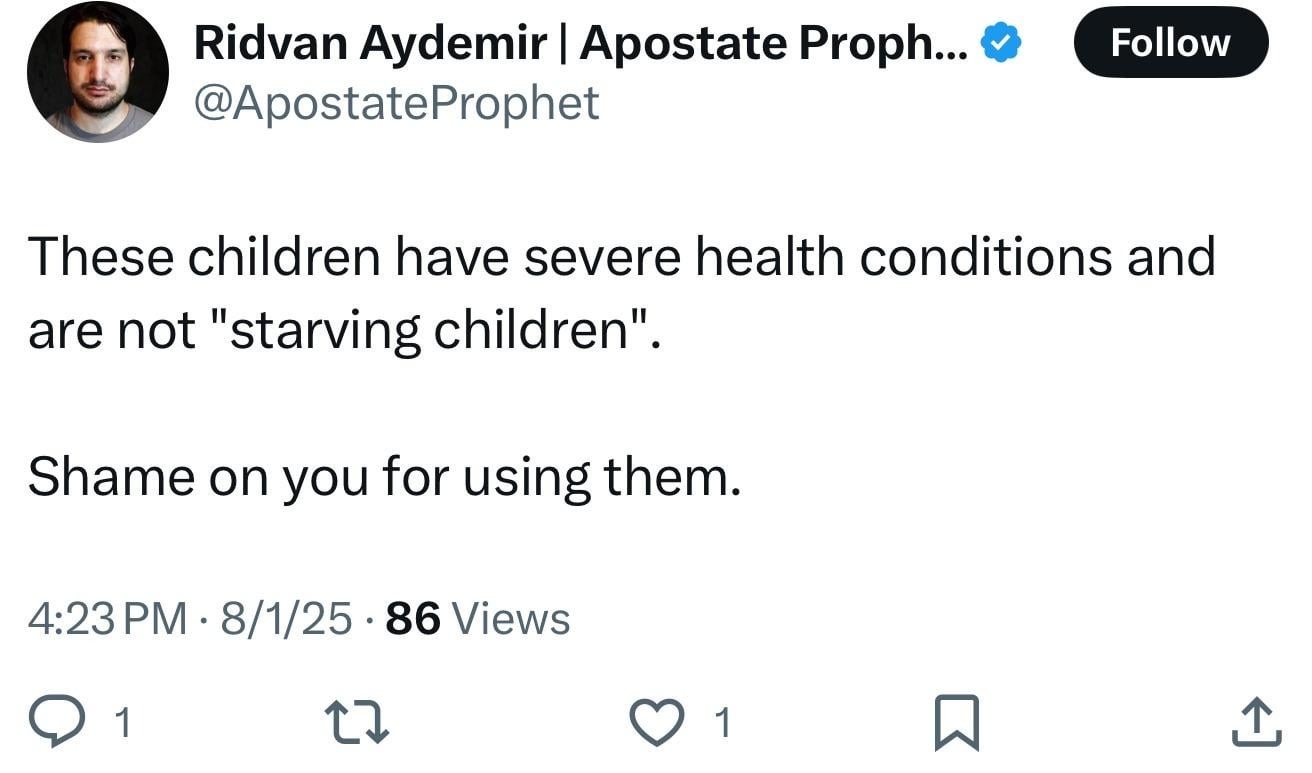 Ridvan Aydemir | Apostate Proph...
Follow
@ApostateProphet
These children have severe health conditions and
are not "starving children".
Shame on you for using them.
4:23 PM · 8/1/25 · 86 Views
1
1